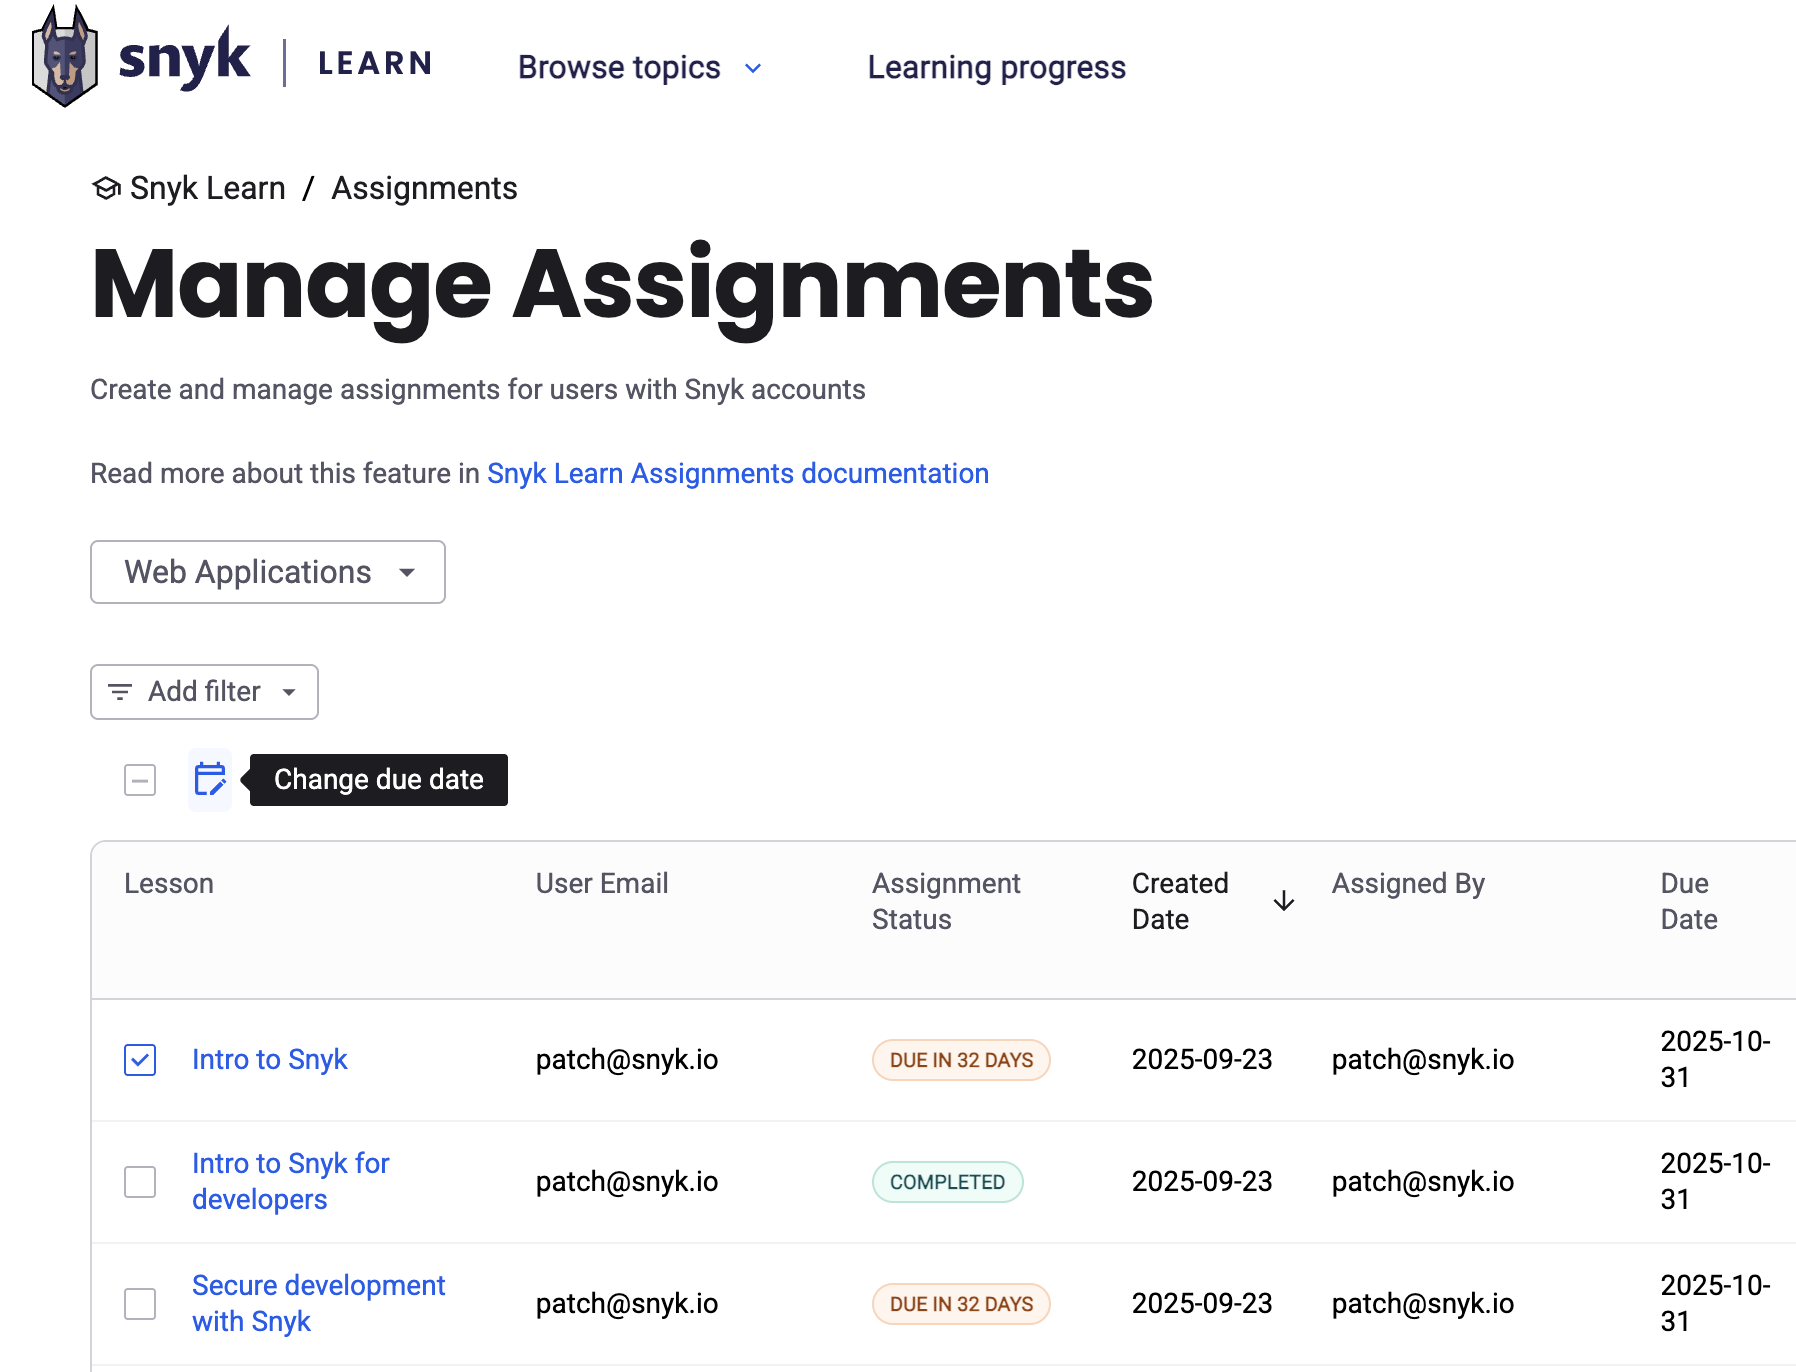 snyk | LEARN Browse topics Learning progress
Snyk Learn / Assignments
Manage Assignments
Create and manage assignments for users with Snyk accounts
Read more about this feature in Snyk Learn Assignments documentation
Web Applications
Add filter
Change due date
Lesson User Email Assignment Status Created Date Assigned By Due Date
Intro to Snyk patch@snyk.io DUE IN 32 DAYS 2025-09-23 patch@snyk.io 2025-10-31
Intro to Snyk for developers patch@snyk.io COMPLETED 2025-09-23 patch@snyk.io 2025-10-31
Secure development with Snyk patch@snyk.io DUE IN 32 DAYS 2025-09-23 patch@snyk.io 2025-10-31